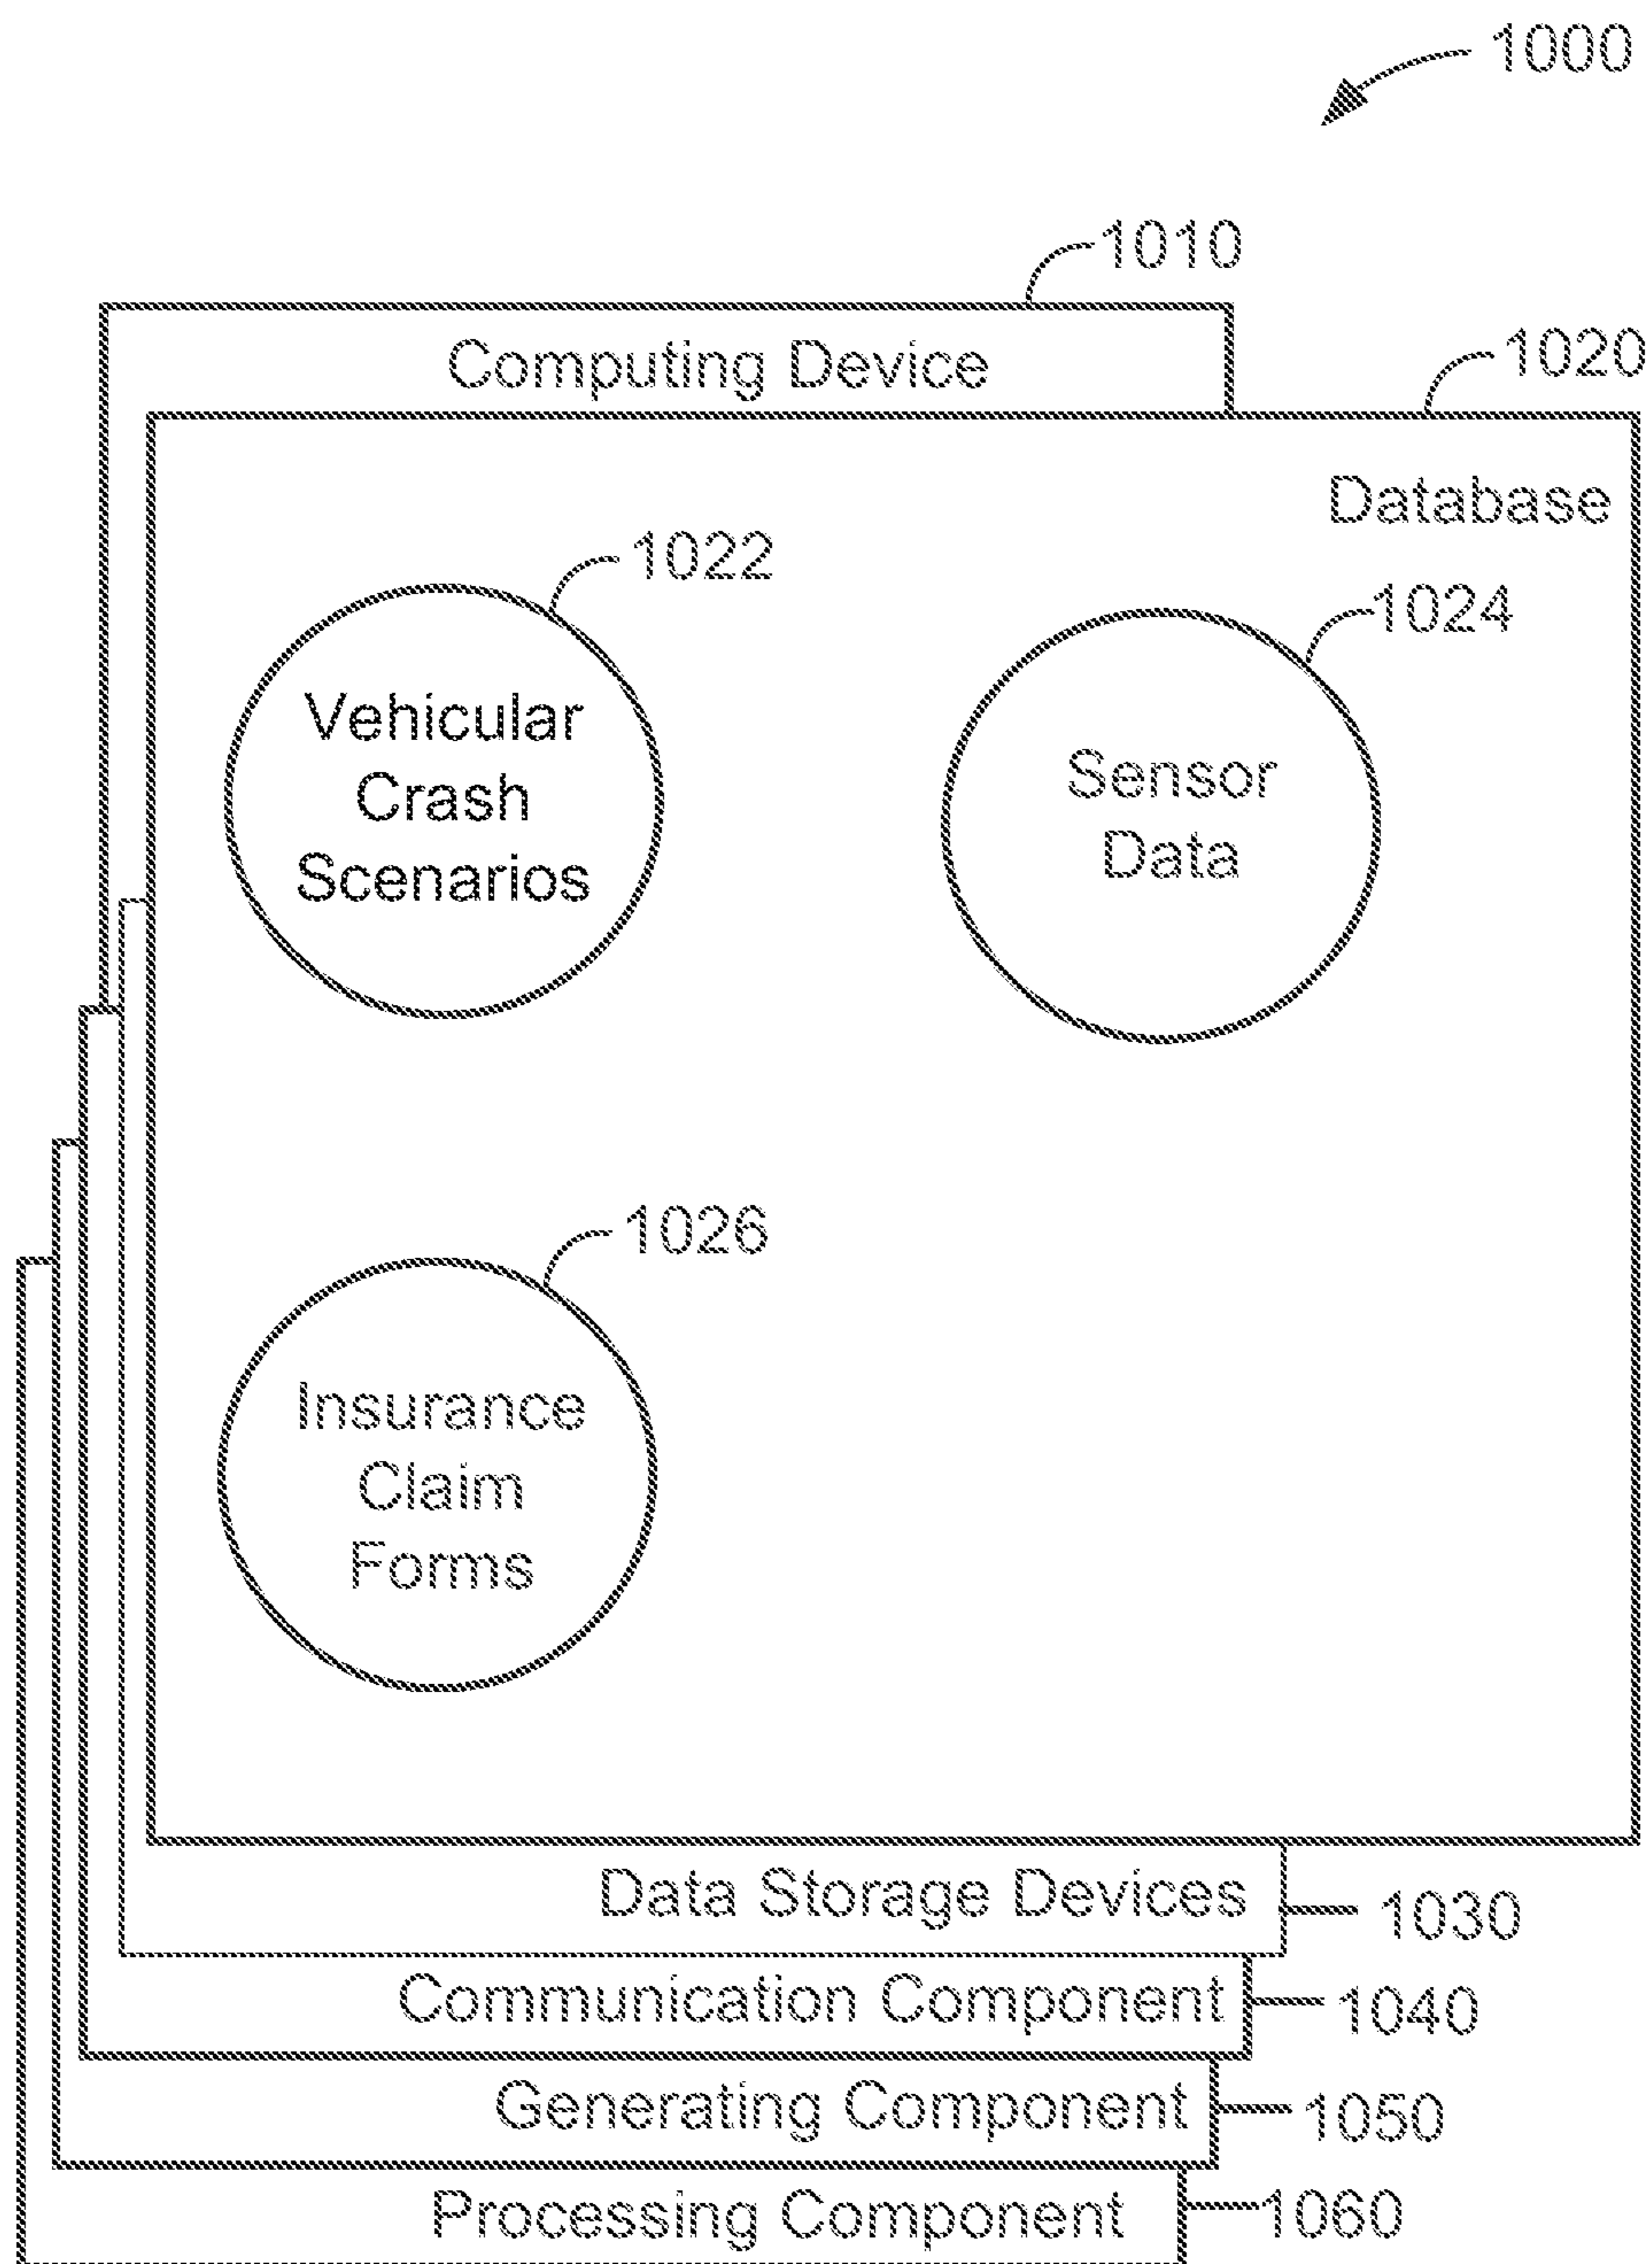 1000
1010
Computing Device
1020
Database
1022
1024
Vehicular
Crash
Scenarios
Sensor
Data
1026
Insurance
Claim
Forms
Data Storage Devices
1030
Communication Component
1040
Generating Component
1050
Processing Component
1060